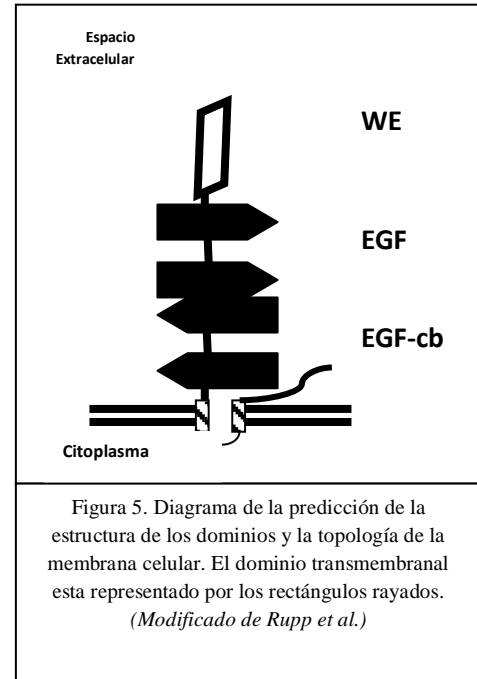 Espacio
Extracelular
WE
EGF
EGF-cb
Citoplasma
Figura 5. Diagrama de la predicción de la
estructura de los dominios y la topología de la
membrana celular. El dominio transmembranal
esta representado por los rectángulos rayados.
(Modificado de Rupp et al.)